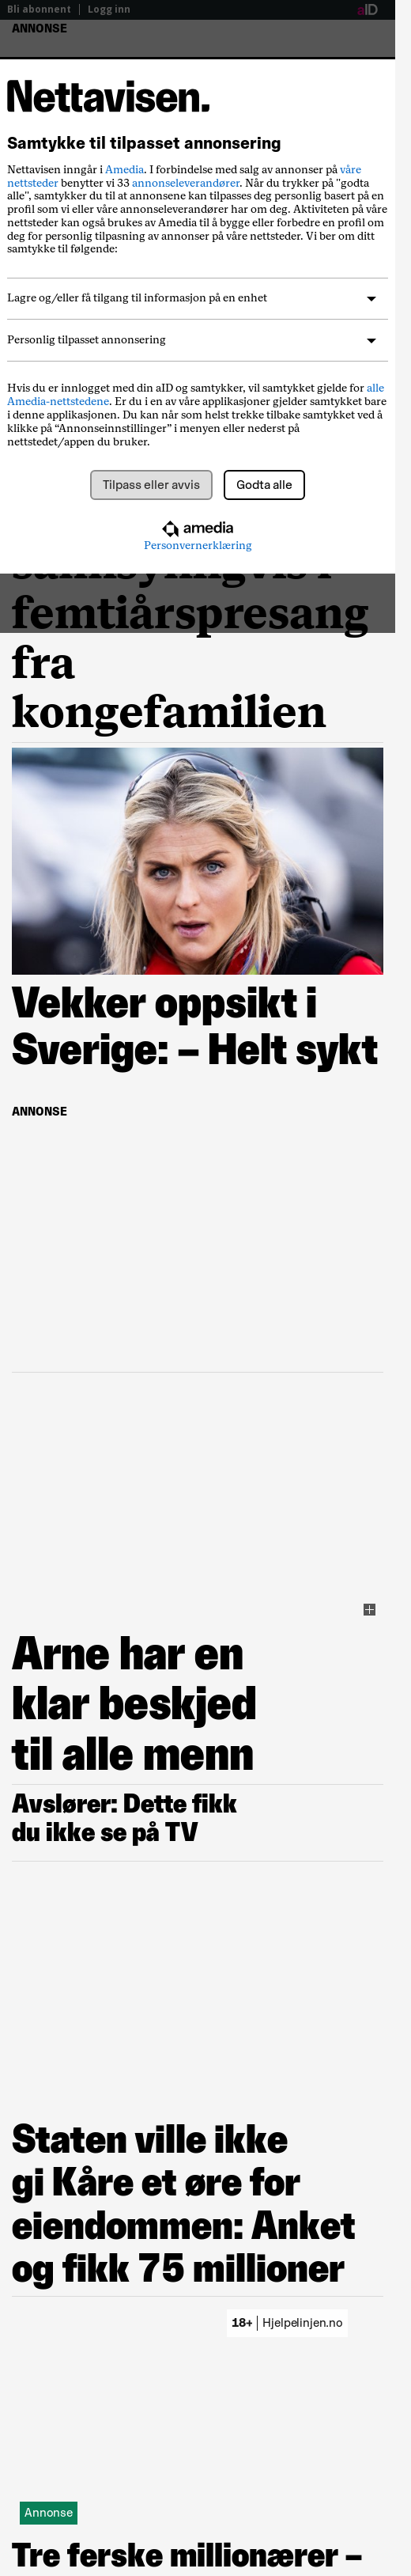 Bli abonnent | Logg inn aID
ANNONSE
Nettavisen.
Samtykke til tilpasset annonsering
Nettavisen inngår i Amedia. I forbindelse med salg av annonser på våre
nettsteder benytter vi 33 annonseleverandører. Når du trykker på "godta
alle", samtykker du til at annonsene kan tilpasses deg personlig basert på en
profil som vi eller våre annonseleverandører har om deg. Aktiviteten på våre
nettsteder kan også brukes av Amedia til å bygge eller forbedre en profil om
deg for personlig tilpasning av annonser på våre nettsteder. Vi ber om ditt
samtykke til følgende:
Lagre og/eller få tilgang til informasjon på en enhet
Personlig tilpasset annonsering
Hvis du er innlogget med din aID og samtykker, vil samtykket gjelde for alle
Amedia-nettstedene. Er du i en av våre applikasjoner gjelder samtykket bare
i denne applikasjonen. Du kan når som helst trekke tilbake samtykket ved å
klikke på “Annonseinnstillinger” i menyen eller nederst på
nettstedet/appen du bruker.
Tilpass eller avvis Godta alle
amedia
Personvernerklæring
femtiårspresang
fra
kongefamilien
Vekker oppsikt i
Sverige: – Helt sykt
ANNONSE
Arne har en
klar beskjed
til alle menn
Avslører: Dette fikk
du ikke se på TV
Staten ville ikke
gi Kåre et øre for
eiendommen: Anket
og fikk 75 millioner
18+ | Hjelpelinjen.no
Annonse
Tre ferske millionærer –